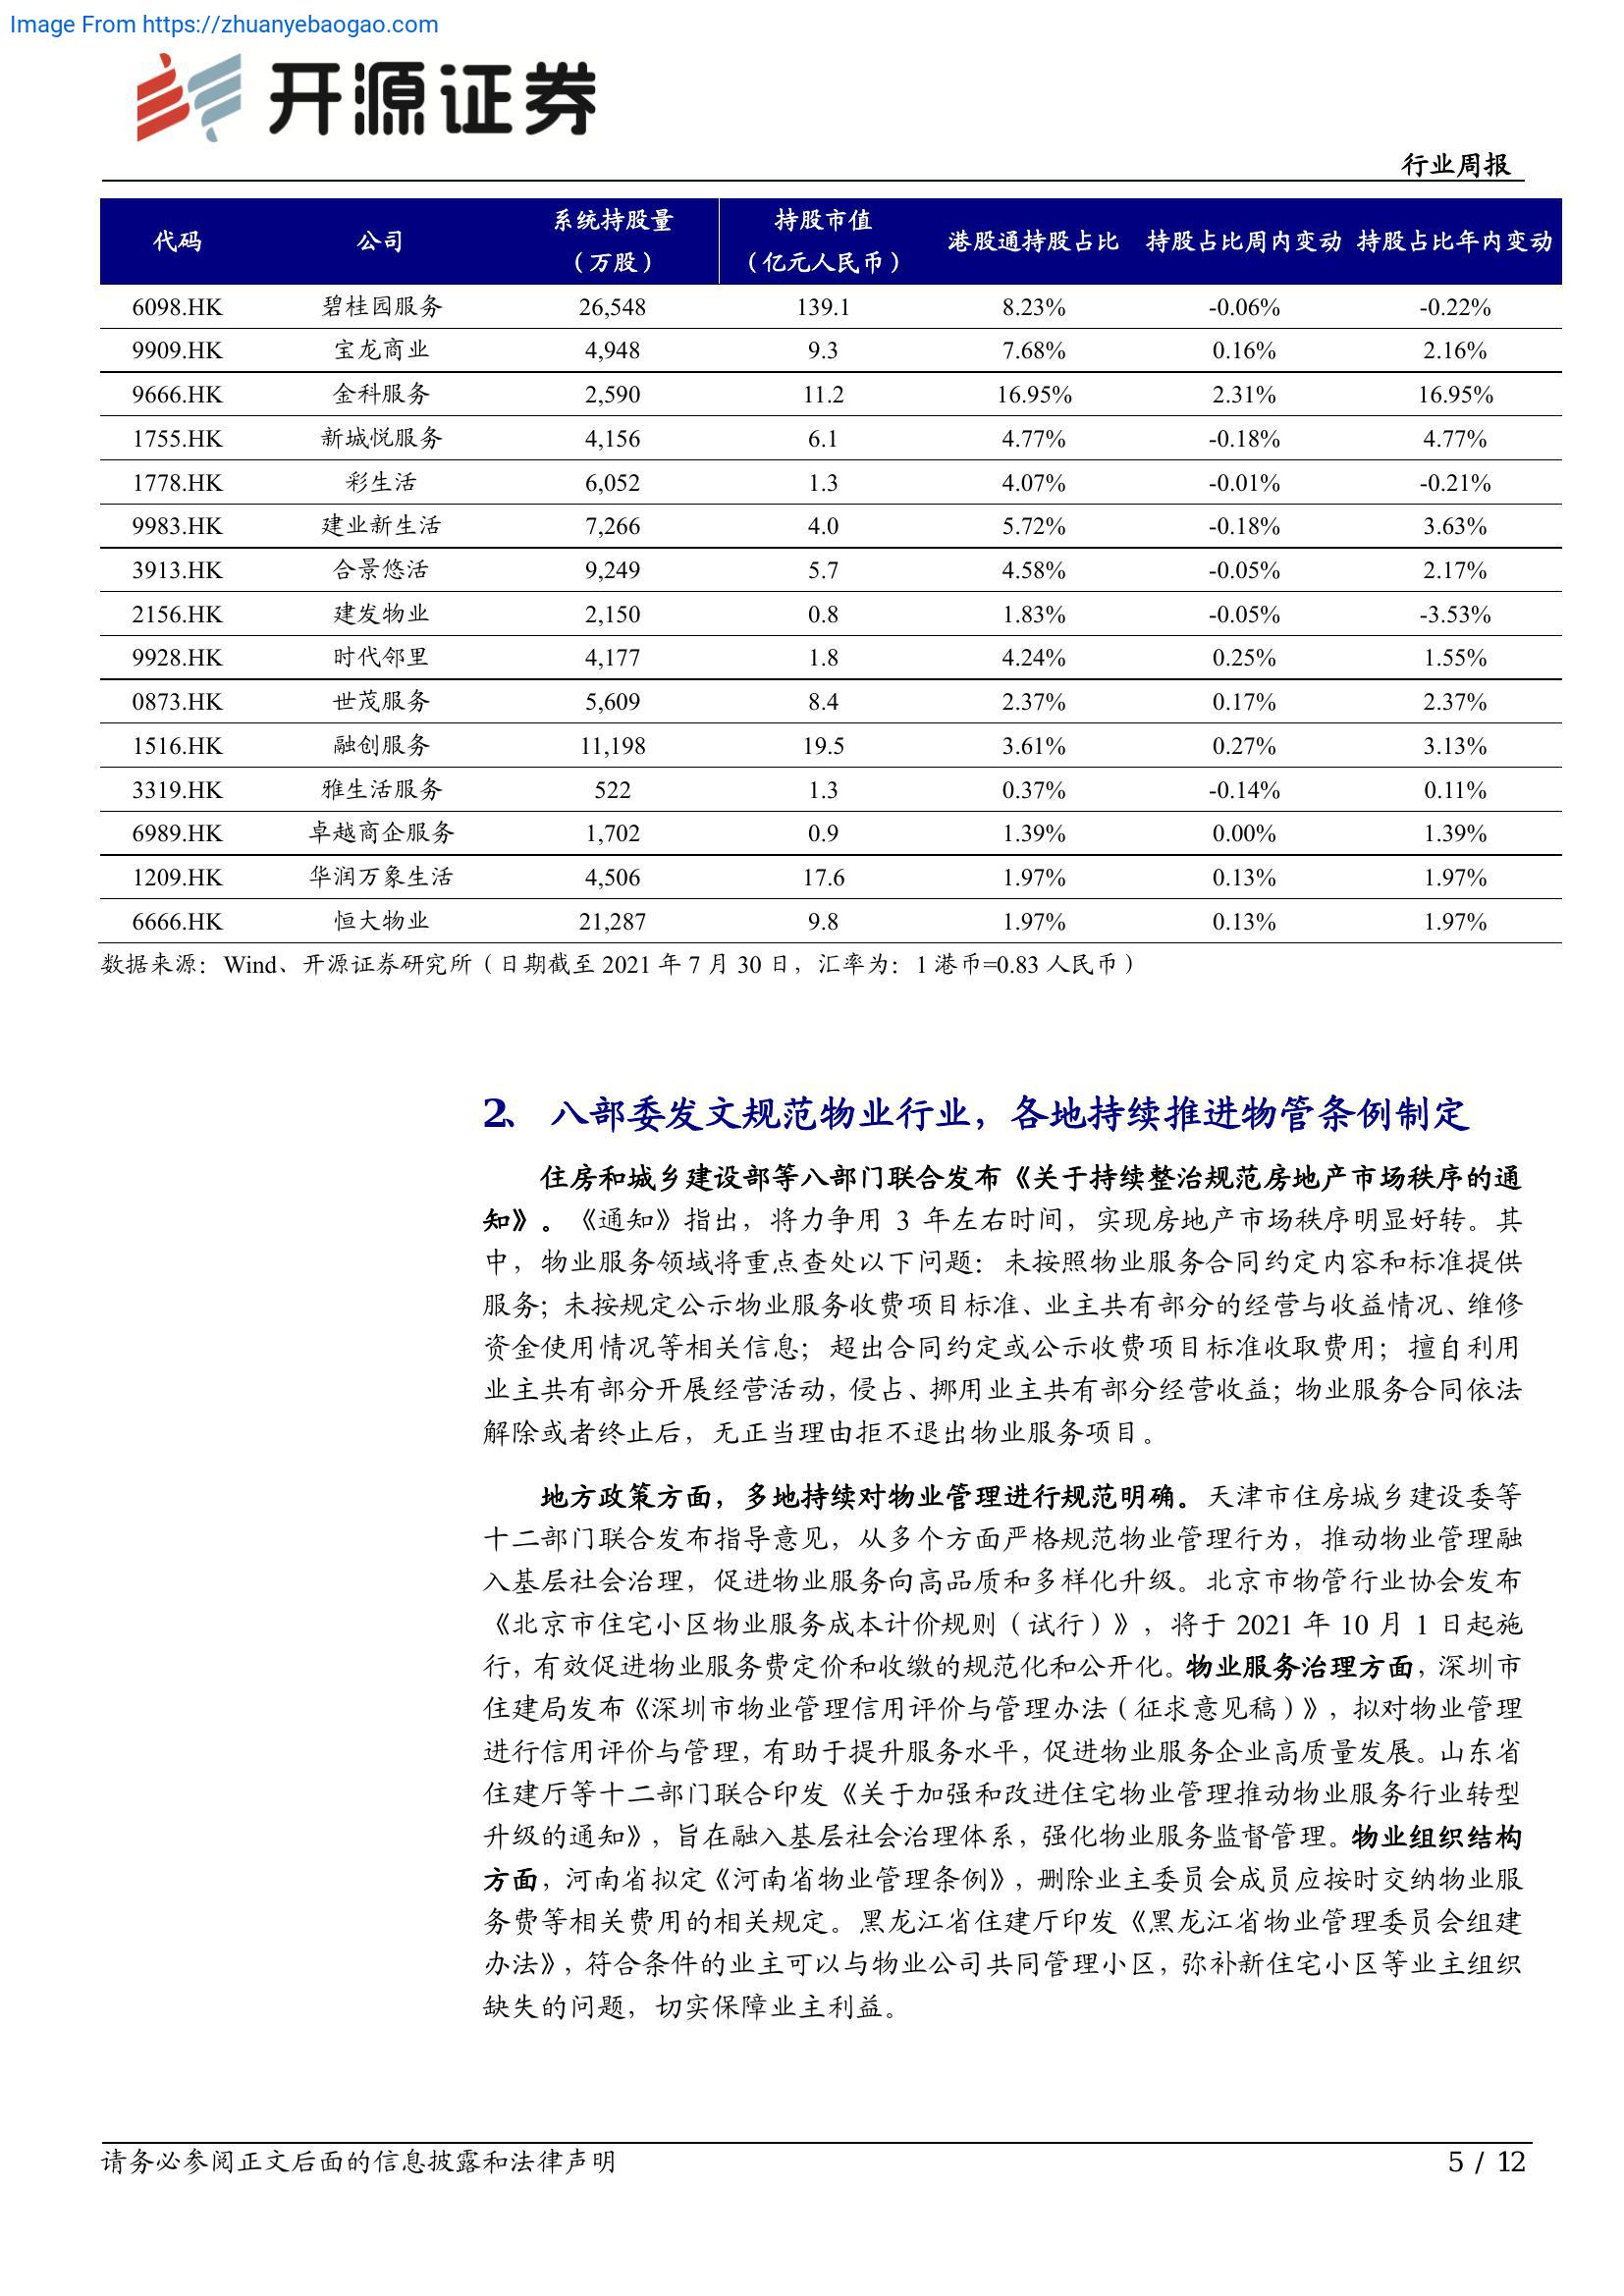 Image From https://zhuanyebaogao.com
开源证券
行业周报
代码 公司 系统持股量（万股） 持股市值（亿元人民币） 港股通持股占比 持股占比周内变动 持股占比年内变动
6098.HK 碧桂园服务 26,548 139.1 8.23% -0.06% -0.22%
9909.HK 宝龙商业 4,948 9.3 7.68% 0.16% 2.16%
9666.HK 金科服务 2,590 11.2 16.95% 2.31% 16.95%
1755.HK 新城悦服务 4,156 6.1 4.77% -0.18% 4.77%
1778.HK 彩生活 6,052 1.3 4.07% -0.01% -0.21%
9983.HK 建业新生活 7,266 4.0 5.72% -0.18% 3.63%
3913.HK 合景悠活 9,249 5.7 4.58% -0.05% 2.17%
2156.HK 建发物业 2,150 0.8 1.83% -0.05% -3.53%
9928.HK 时代邻里 4,177 1.8 4.24% 0.25% 1.55%
0873.HK 世茂服务 5,609 8.4 2.37% 0.17% 2.37%
1516.HK 融创服务 11,198 19.5 3.61% 0.27% 3.13%
3319.HK 雅生活服务 522 1.3 0.37% -0.14% 0.11%
6989.HK 卓越商企服务 1,702 0.9 1.39% 0.00% 1.39%
1209.HK 华润万象生活 4,506 17.6 1.97% 0.13% 1.97%
6666.HK 恒大物业 21,287 9.8 1.97% 0.13% 1.97%
数据来源：Wind、开源证券研究所（日期截至 2021 年 7 月 30 日，汇率为：1 港币=0.83 人民币）
2、 八部委发文规范物业行业，各地持续推进物管条例制定
住房和城乡建设部等八部门联合发布《关于持续整治规范房地产市场秩序的通
知》。《通知》指出，将力争用 3 年左右时间，实现房地产市场秩序明显好转。其
中，物业服务领域将重点查处以下问题：未按照物业服务合同约定内容和标准提供
服务；未按规定公示物业服务收费项目标准、业主共有部分的经营与收益情况、维修
资金使用情况等相关信息；超出合同约定或公示收费项目标准收取费用；擅自利用
业主共有部分开展经营活动，侵占、挪用业主共有部分经营收益；物业服务合同依法
解除或者终止后，无正当理由拒不退出物业服务项目。
地方政策方面，多地持续对物业管理进行规范明确。天津市住房城乡建设委等
十二部门联合发布指导意见，从多个方面严格规范物业管理行为，推动物业管理融
入基层社会治理，促进物业服务向高品质和多样化升级。北京市物管行业协会发布
《北京市住宅小区物业服务成本计价规则（试行）》，将于 2021 年 10 月 1 日起施
行，有效促进物业服务费定价和收缴的规范化和公开化。物业服务治理方面，深圳市
住建局发布《深圳市物业管理信用评价与管理办法（征求意见稿）》，拟对物业管理
进行信用评价与管理，有助于提升服务水平，促进物业服务企业高质量发展。山东省
住建厅等十二部门联合印发《关于加强和改进住宅物业管理推动物业服务行业转型
升级的通知》，旨在融入基层社会治理体系，强化物业服务监督管理。物业组织结构
方面，河南省拟定《河南省物业管理条例》，删除业主委员会成员应按时交纳物业服
务费等相关费用的相关规定。黑龙江省住建厅印发《黑龙江省物业管理委员会组建
办法》，符合条件的业主可以与物业公司共同管理小区，弥补新住宅小区等业主组织
缺失的问题，切实保障业主利益。
请务必参阅正文后面的信息披露和法律声明
5 / 12